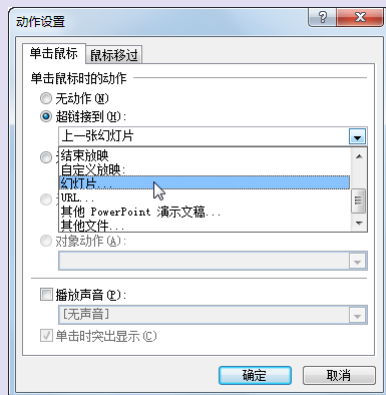 动作设置
单击鼠标 鼠标移过
单击鼠标时的动作
无动作(N)
超链接到(H):
上一张幻灯片
结束放映
自定义放映:
幻灯片...
URL...
其他 PowerPoint 演示文稿...
其他文件...
对象动作(A):
播放声音(P):
[无声音]
单击时突出显示(C)
确定 取消